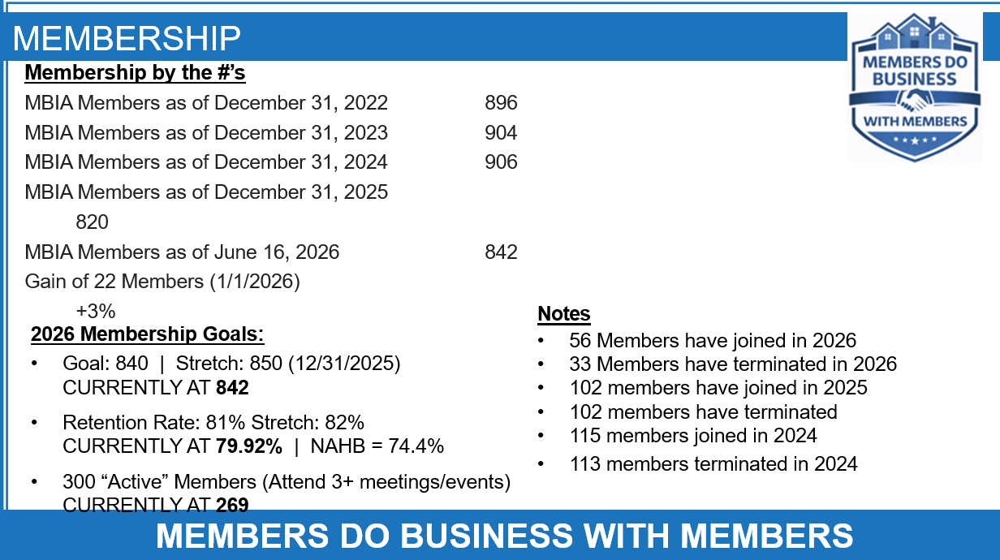 MEMBERSHIP
MEMBERS DO
BUSINESS
WITH MEMBERS
Membership by the #’s
MBIA Members as of December 31, 2022 896
MBIA Members as of December 31, 2023 904
MBIA Members as of December 31, 2024 906
MBIA Members as of December 31, 2025
820
MBIA Members as of June 16, 2026 842
Gain of 22 Members (1/1/2026)
+3%
2026 Membership Goals:
• Goal: 840 | Stretch: 850 (12/31/2025)
CURRENTLY AT 842
• Retention Rate: 81% Stretch: 82%
CURRENTLY AT 79.92% | NAHB = 74.4%
• 300 “Active” Members (Attend 3+ meetings/events)
CURRENTLY AT 269
Notes
• 56 Members have joined in 2026
• 33 Members have terminated in 2026
• 102 members have joined in 2025
• 102 members have terminated
• 115 members joined in 2024
• 113 members terminated in 2024
MEMBERS DO BUSINESS WITH MEMBERS